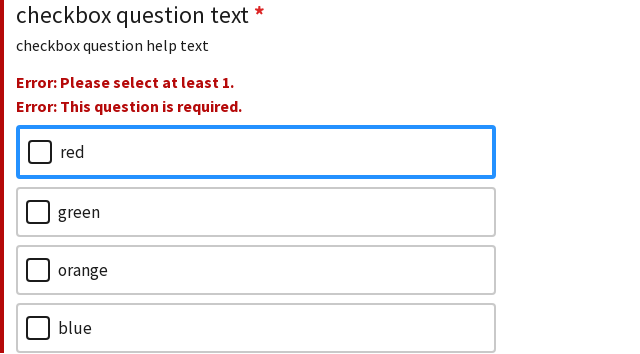 checkbox question text *
checkbox question help text
Error: Please select at least 1.
Error: This question is required.
red
green
orange
blue